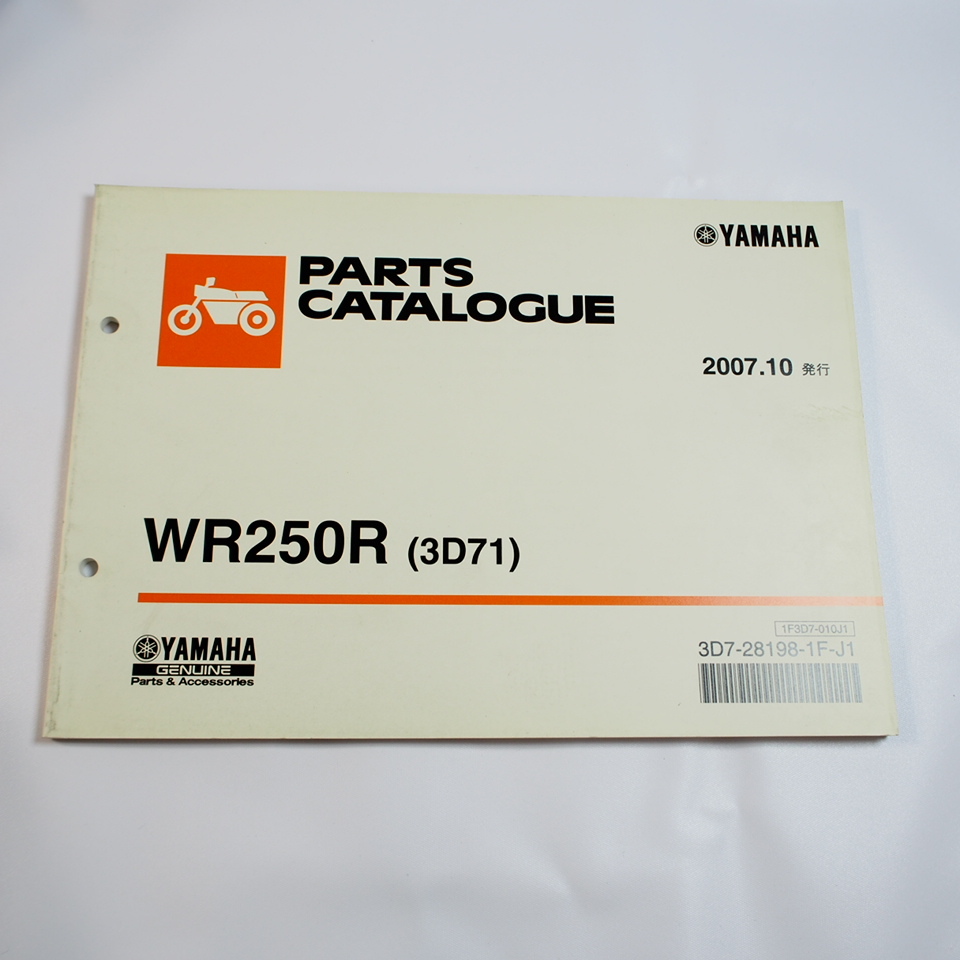 YAMAHA
PARTS
CATALOGUE
2007.10 発行
WR250R (3D71)
YAMAHA
GENUINE
Parts & Accessories
1F3D7-010J1
3D7-28198-1F-J1